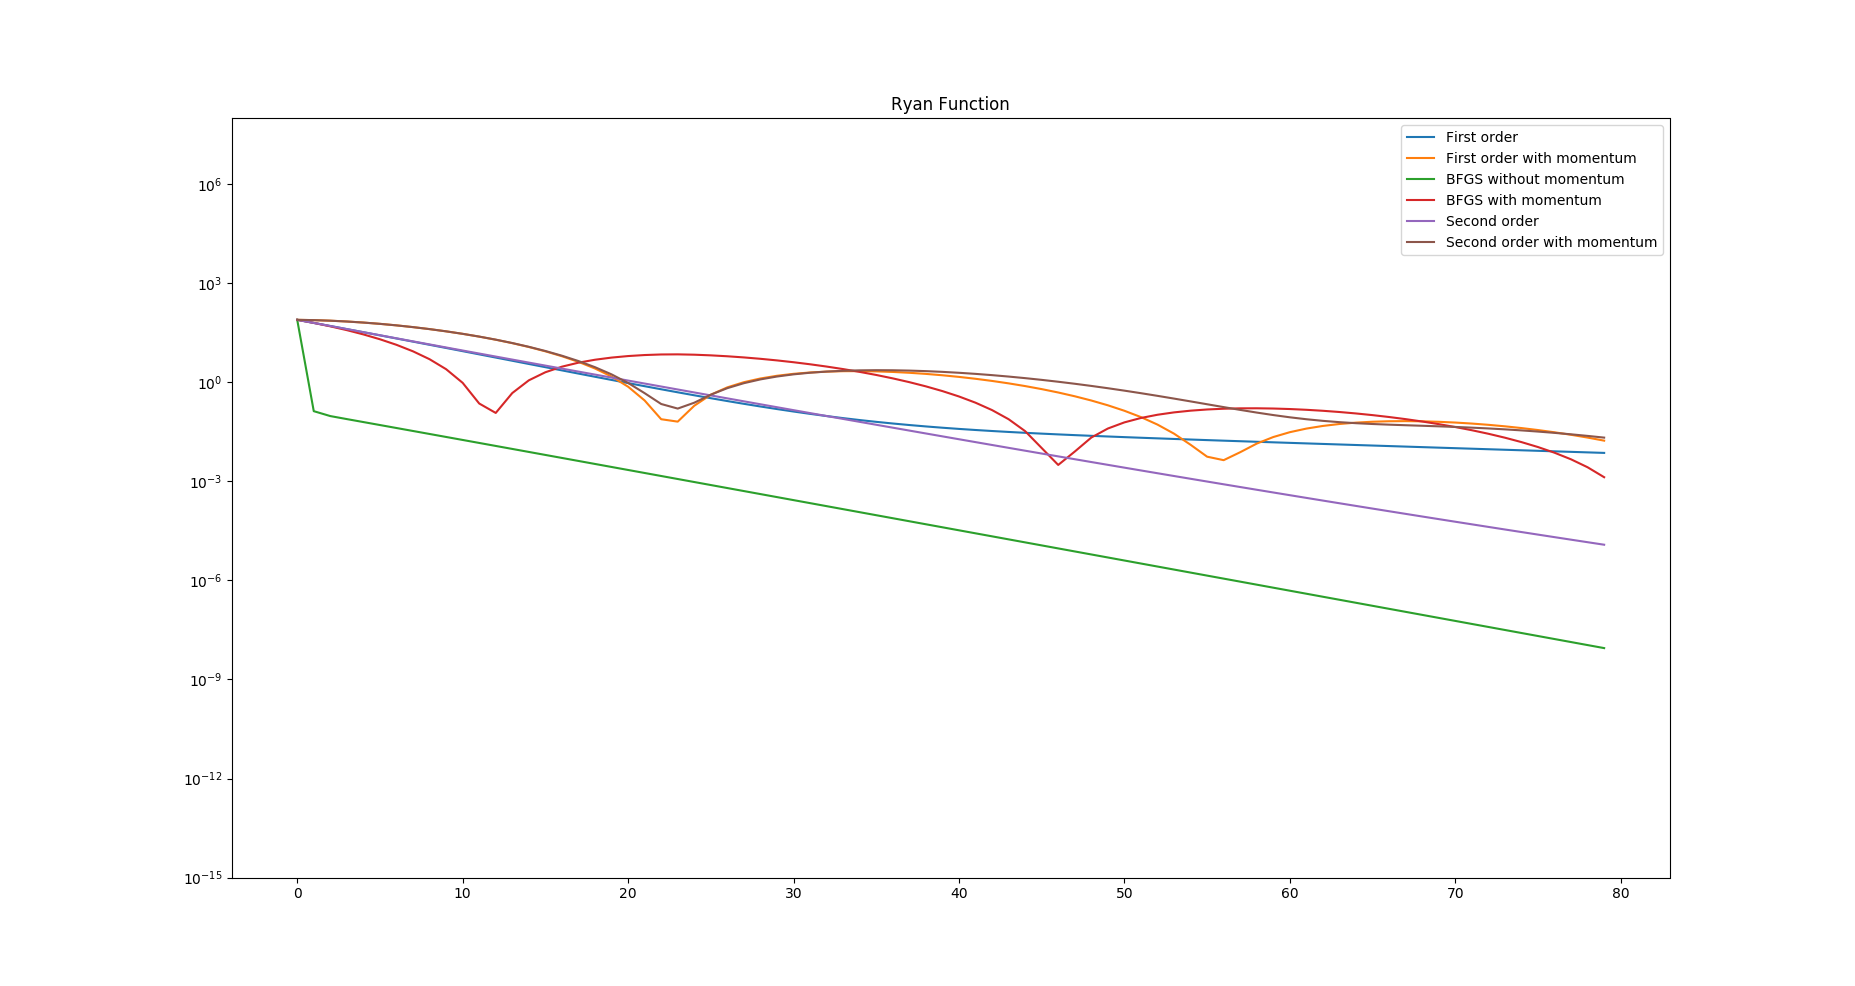 Ryan Function
First order
First order with momentum
BFGS without momentum
BFGS with momentum
Second order
Second order with momentum
10^6
10^3
10^0
10^-3
10^-6
10^-9
10^-12
10^-15
0 10 20 30 40 50 60 70 80